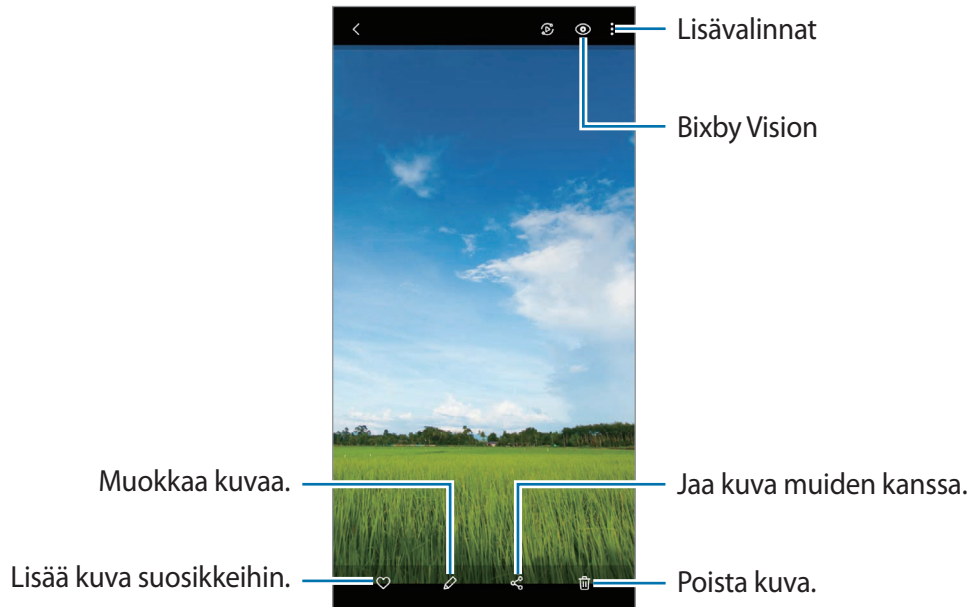 Lisävalinnat
Bixby Vision
Muokkaa kuvaa.
Jaa kuva muiden kanssa.
Lisää kuva suosikkeihin.
Poista kuva.